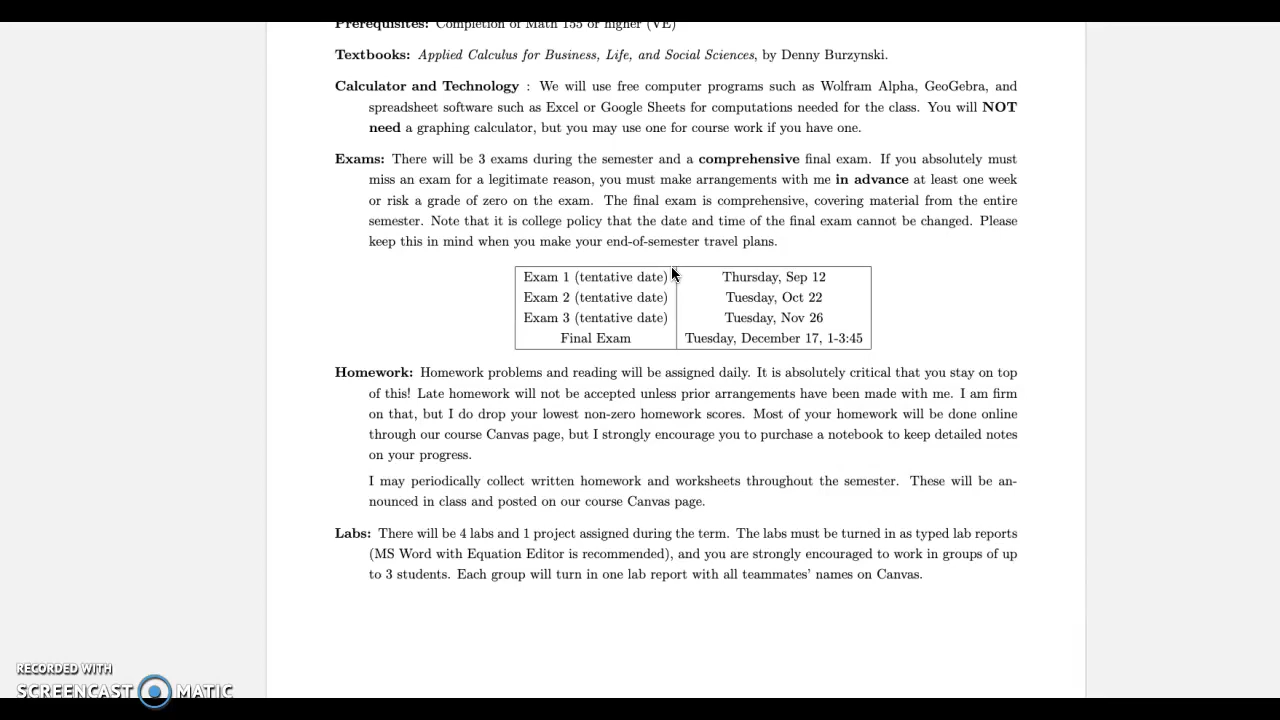 Prerequisites: Completion of Math 135 or higher (VE)
Textbooks: Applied Calculus for Business, Life, and Social Sciences, by Denny Burzynski.
Calculator and Technology : We will use free computer programs such as Wolfram Alpha, GeoGebra, and
spreadsheet software such as Excel or Google Sheets for computations needed for the class. You will NOT
need a graphing calculator, but you may use one for course work if you have one.
Exams: There will be 3 exams during the semester and a comprehensive final exam. If you absolutely must
miss an exam for a legitimate reason, you must make arrangements with me in advance at least one week
or risk a grade of zero on the exam. The final exam is comprehensive, covering material from the entire
semester. Note that it is college policy that the date and time of the final exam cannot be changed. Please
keep this in mind when you make your end-of-semester travel plans.
Exam 1 (tentative date) Thursday, Sep 12
Exam 2 (tentative date) Tuesday, Oct 22
Exam 3 (tentative date) Tuesday, Nov 26
Final Exam Tuesday, December 17, 1-3:45
Homework: Homework problems and reading will be assigned daily. It is absolutely critical that you stay on top
of this! Late homework will not be accepted unless prior arrangements have been made with me. I am firm
on that, but I do drop your lowest non-zero homework scores. Most of your homework will be done online
through our course Canvas page, but I strongly encourage you to purchase a notebook to keep detailed notes
on your progress.
I may periodically collect written homework and worksheets throughout the semester. These will be an-
nounced in class and posted on our course Canvas page.
Labs: There will be 4 labs and 1 project assigned during the term. The labs must be turned in as typed lab reports
(MS Word with Equation Editor is recommended), and you are strongly encouraged to work in groups of up
to 3 students. Each group will turn in one lab report with all teammates' names on Canvas.
RECORDED WITH
SCREENCAST MATIC